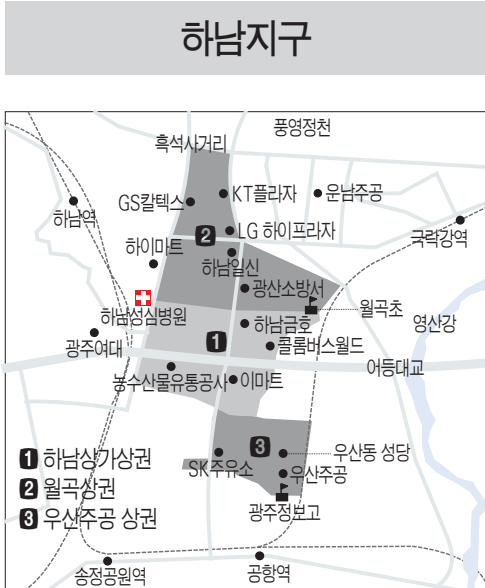 하남지구
풍영정천
흑석사거리
GS칼텍스
KT플라자
운남주공
하남역
2
LG 하이프라자
극락강역
하이마트
하남일신
광산소방서
하남성심병원
월곡초
하남금호
영산강
1
콜롬버스월드
광주여대
어등대교
농수산물유통공사
이마트
3
우산동 성당
SK주유소
우산주공
광주정보고
1 하남상가상권
2 월곡상권
3 우산주공 상권
송정공원역
공항역